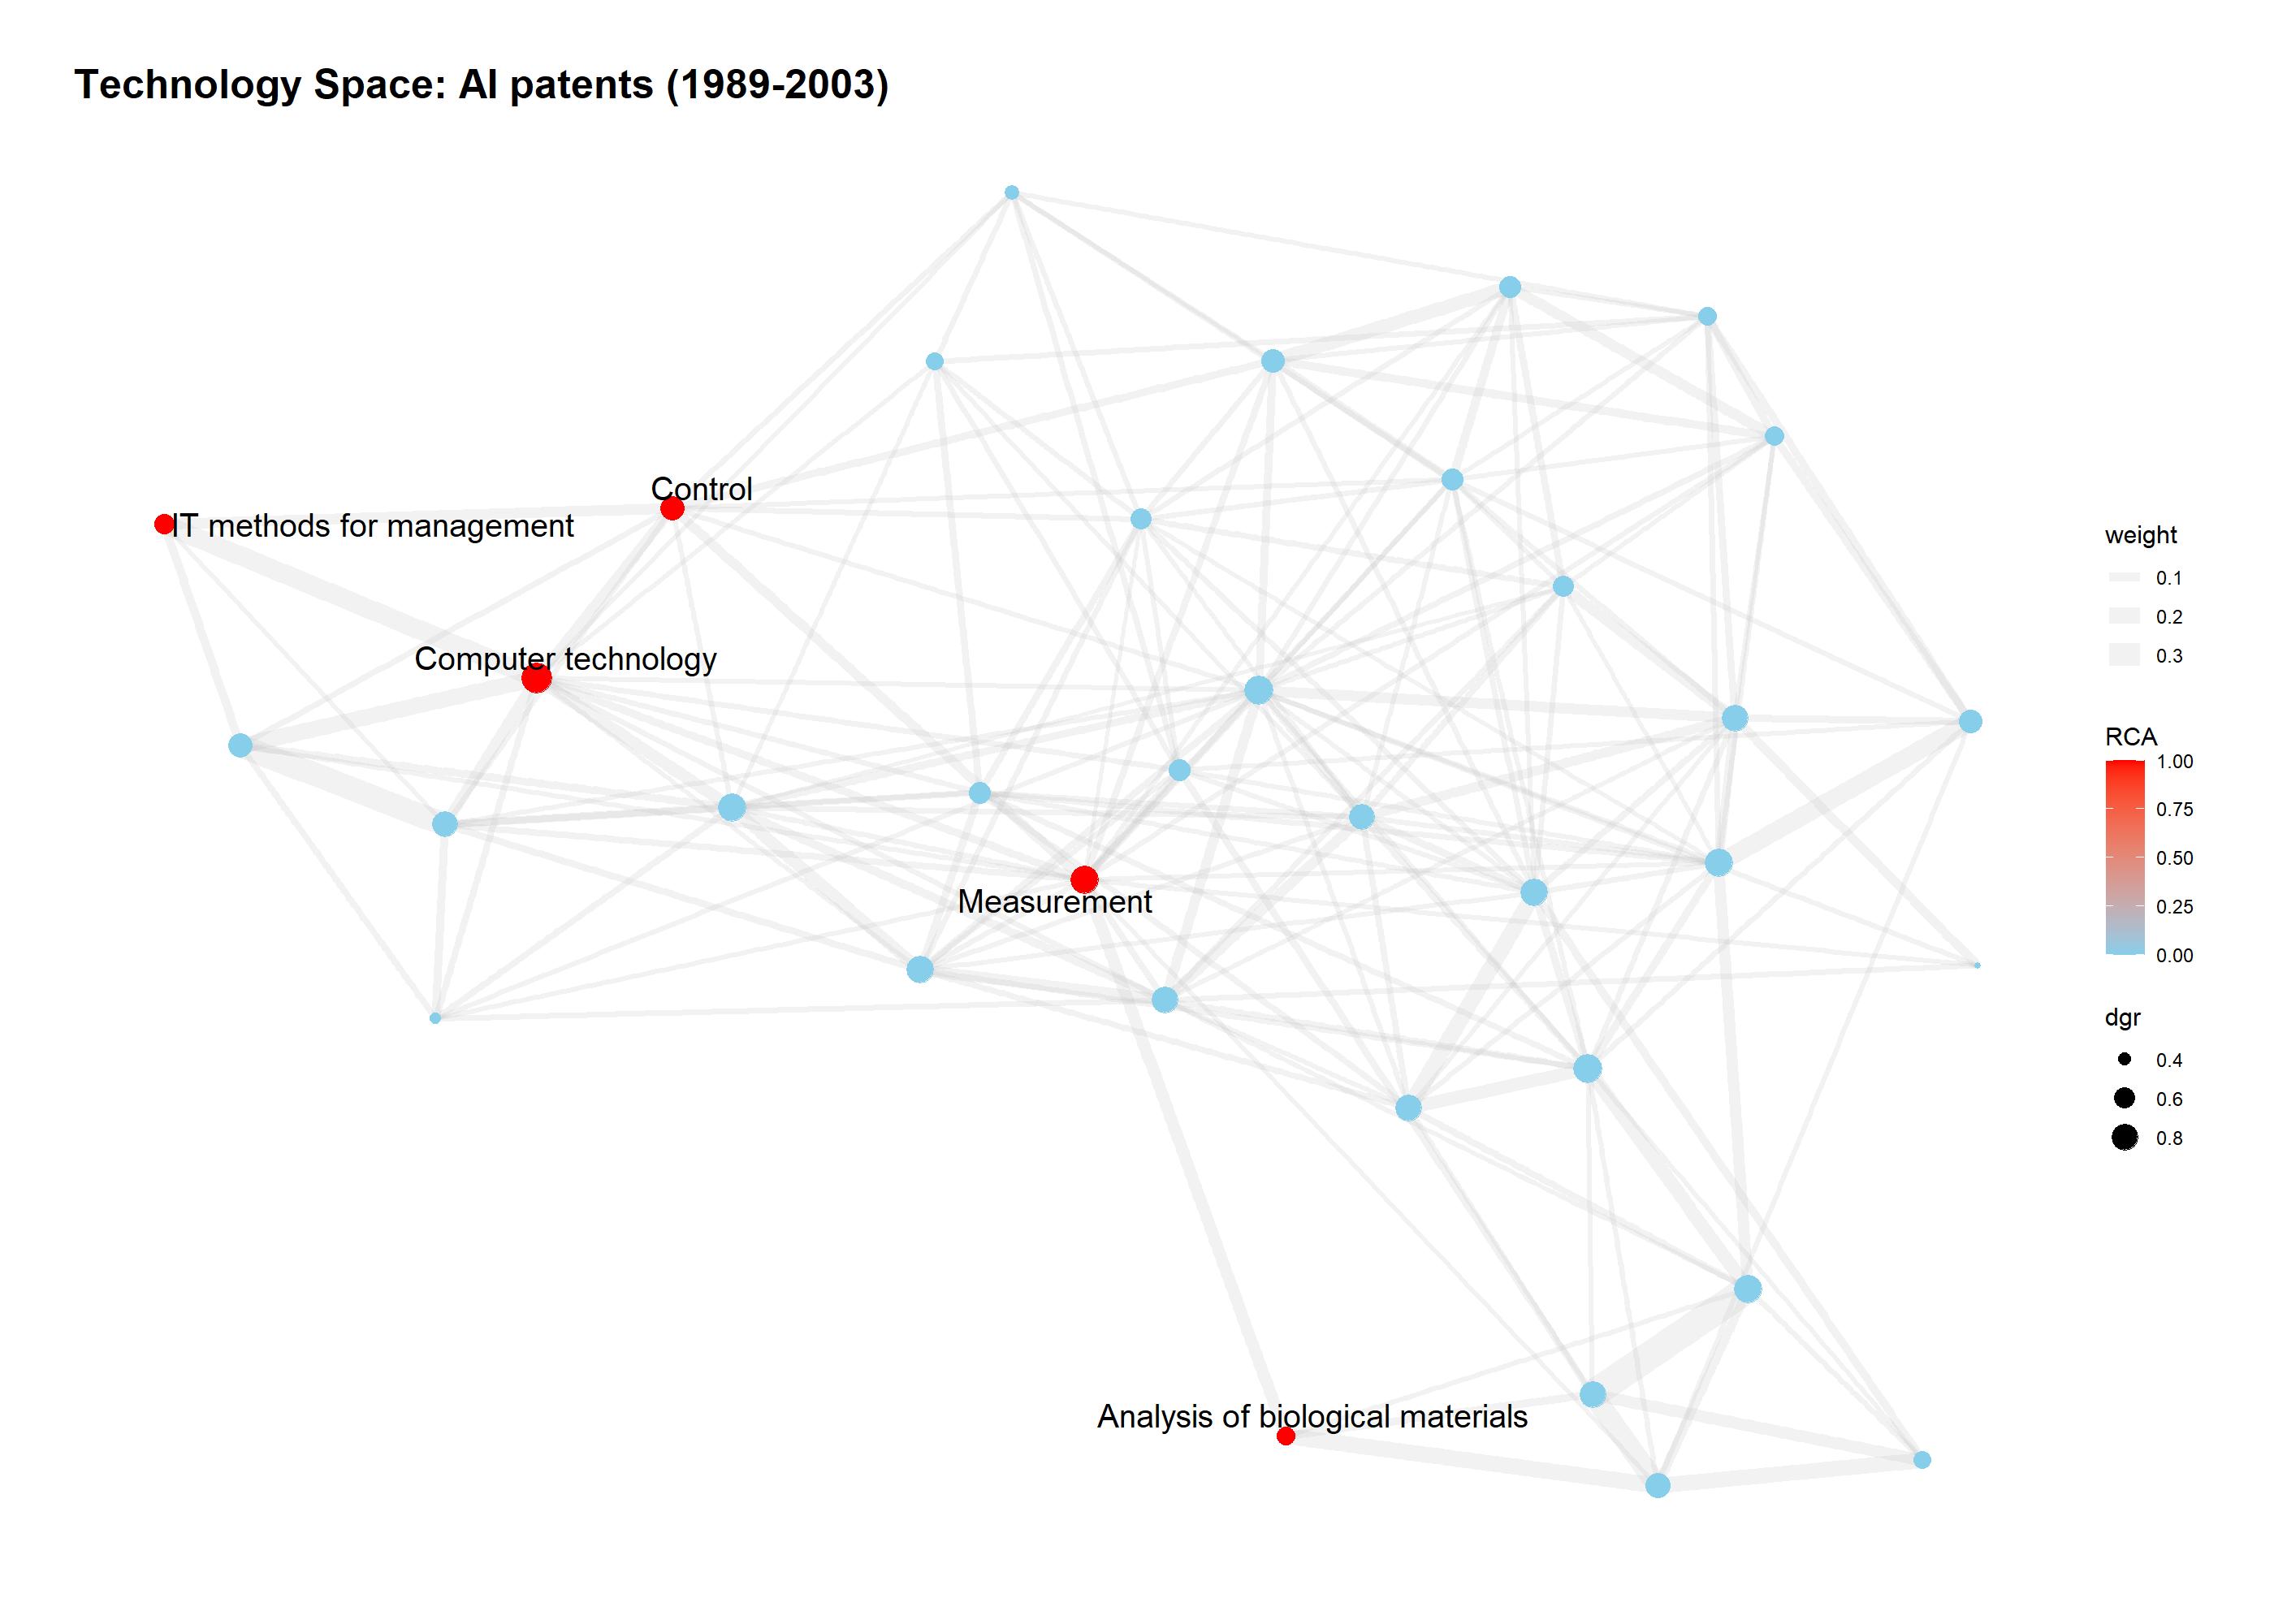 Technology Space: AI patents (1989-2003)
Control
IT methods for management
Computer technology
Measurement
Analysis of biological materials
weight
0.1
0.2
0.3
RCA
1.00
0.75
0.50
0.25
0.00
dgr
0.4
0.6
0.8